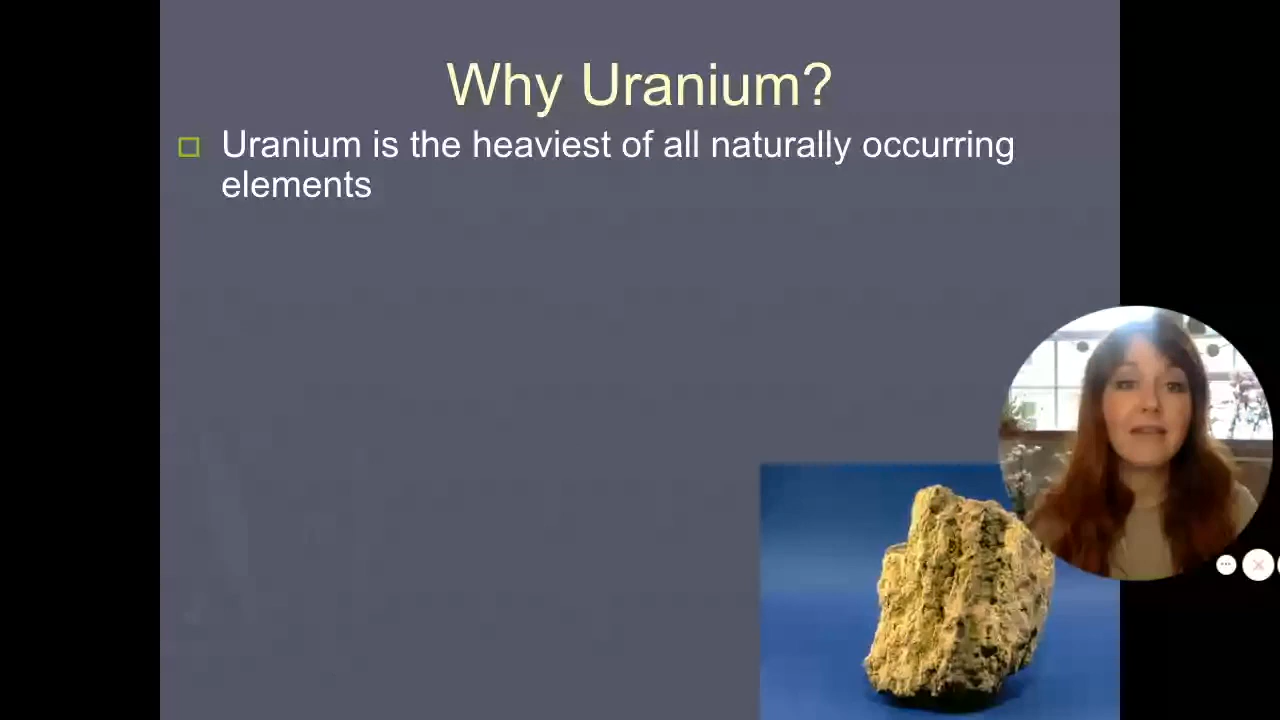 Why Uranium?
Uranium is the heaviest of all naturally occurring
elements